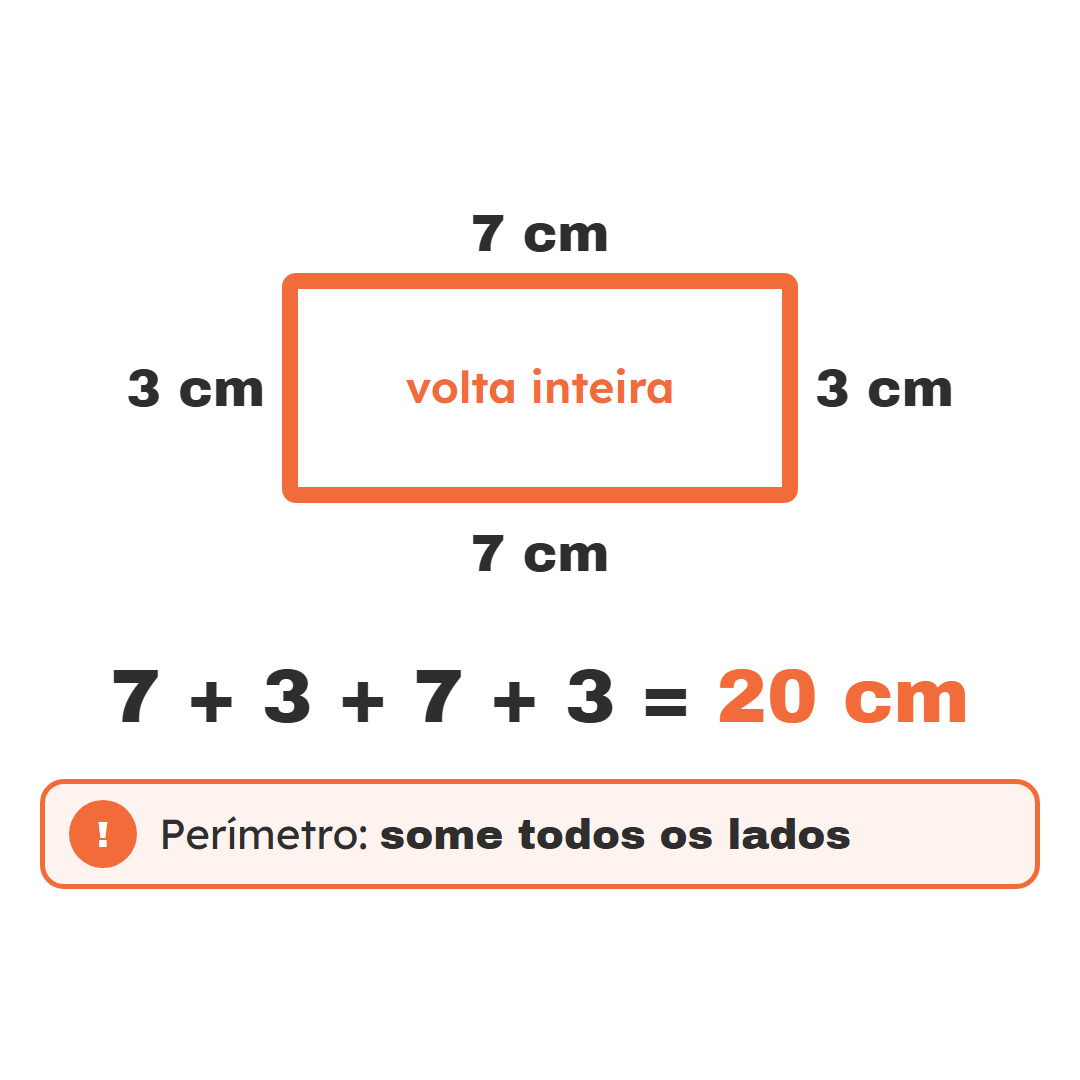 7 cm
3 cm
volta inteira
3 cm
7 cm
7 + 3 + 7 + 3 = 20 cm
! Perímetro: some todos os lados